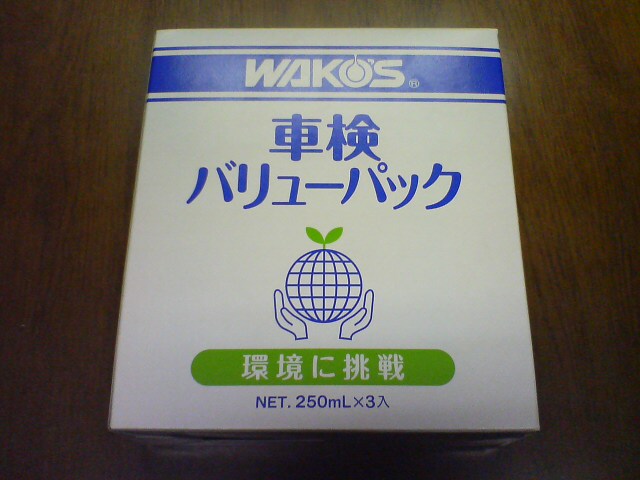 WAKO'S®
車検
バリューパック
環境に挑戦
NET. 250mL×3入